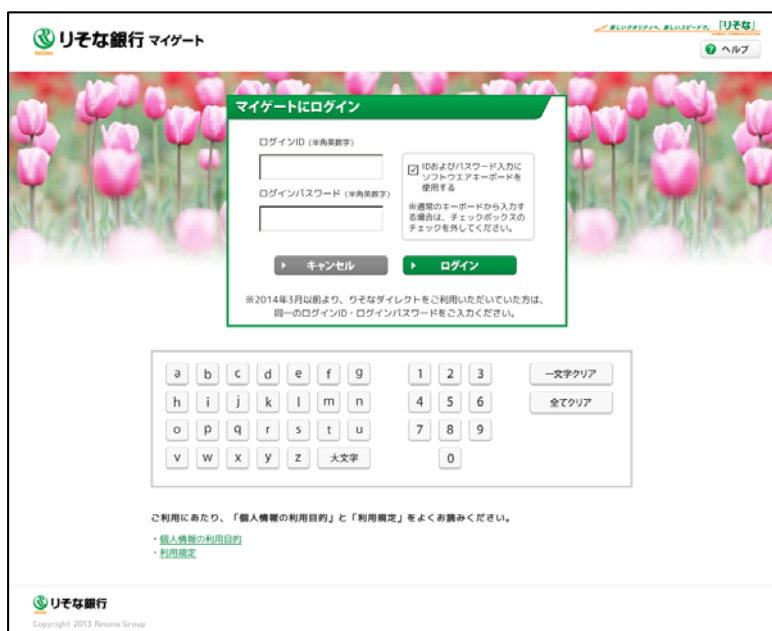 りそな銀行 マイゲート
RESONA
新しいクオリティへ、新しいスピードで。「りそな」
ヘルプ
マイゲートにログイン
ログインID (半角英数字)
ログインパスワード (半角英数字)
IDおよびパスワード入力に
ソフトウエアキーボードを
使用する
※通常のキーボードから入力す
る場合は、チェックボックスの
チェックを外してください。
キャンセル
ログイン
※2014年3月以前より、りそなダイレクトをご利用いただいていた方は、
同一のログインID・ログインパスワードをご入力ください。
a b c d e f g 1 2 3 一文字クリア
h i j k l m n 4 5 6 全てクリア
o p q r s t u 7 8 9
v w x y z 大文字 0
ご利用にあたり、「個人情報の利用目的」と「利用規定」をよくお読みください。
・個人情報の利用目的
・利用規定
りそな銀行
Copyright 2013 Resona Group